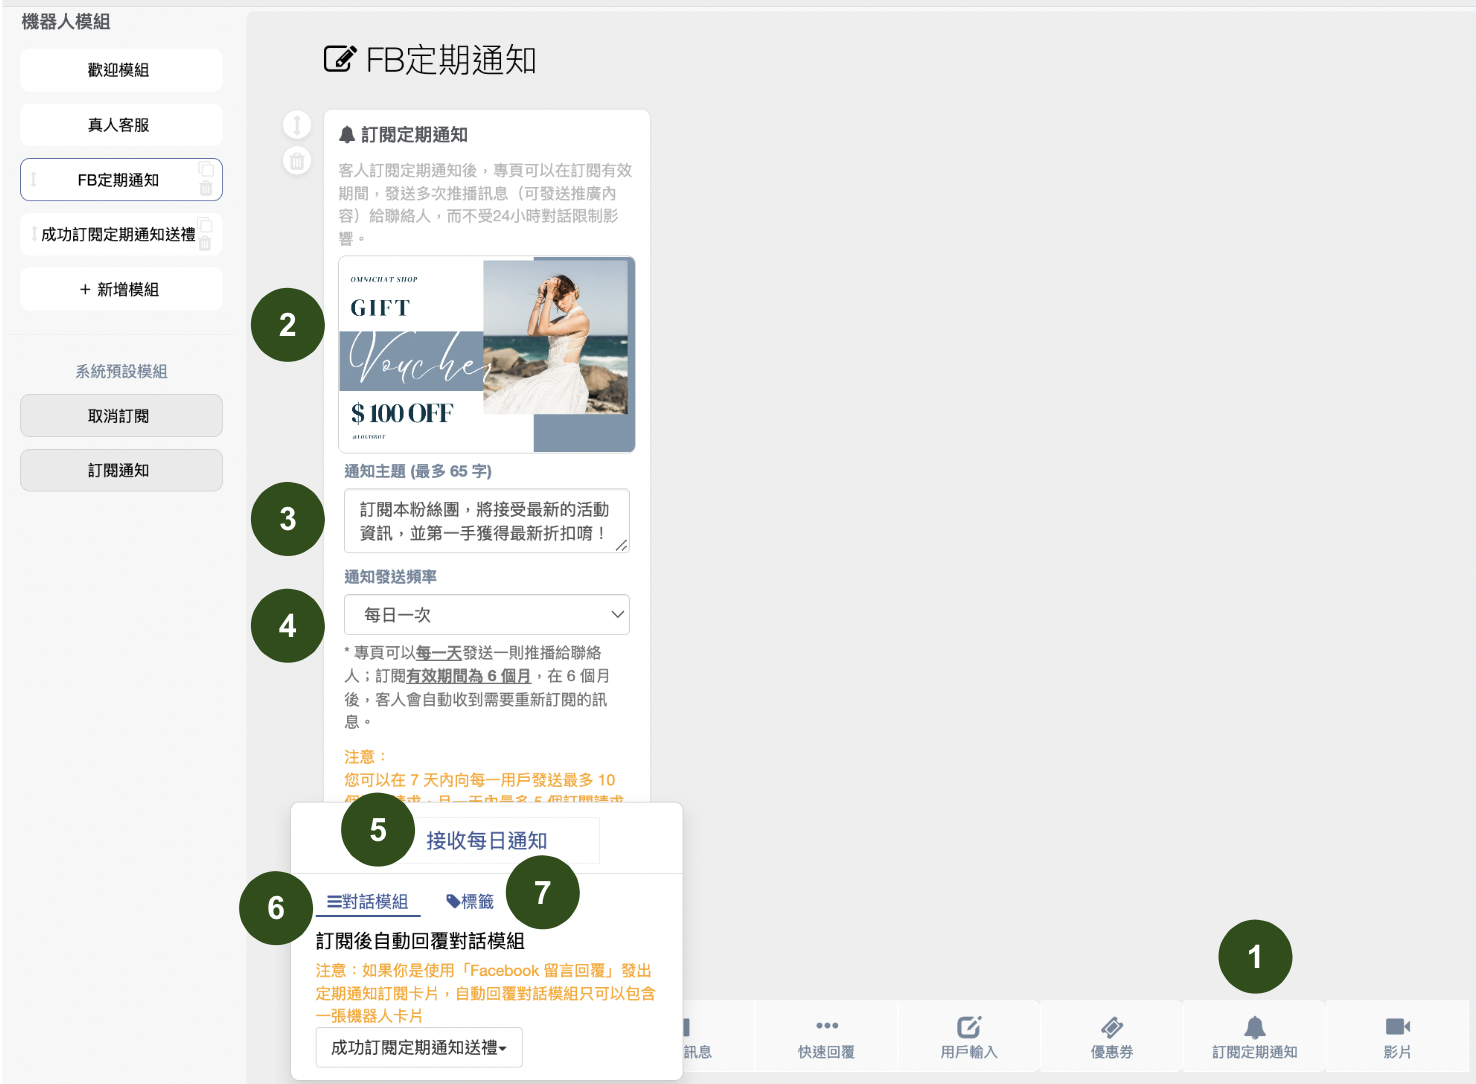 機器人模組
歡迎模組
真人客服
FB定期通知
成功訂閱定期通知送禮
+ 新增模組
系統預設模組
取消訂閱
訂閱通知
FB定期通知
訂閱定期通知
客人訂閱定期通知後，專頁可以在訂閱有效
期間，發送多次推播訊息（可發送推廣內
容）給聯絡人，而不受24小時對話限制影
響。
2
OMNICHAT SHOP
GIFT
Voucher
$100 OFF
通知主題 (最多 65 字)
3
訂閱本粉絲團，將接受最新的活動
資訊，並第一手獲得最新折扣唷！
通知發送頻率
4
每日一次
* 專頁可以每一天發送一則推播給聯絡
人；訂閱有效期間為 6 個月，在 6 個月
後，客人會自動收到需要重新訂閱的訊
息。
注意：
您可以在 7 天內向每一用戶發送最多 10
5
接收每日通知
6
對話模組
標籤
7
訂閱後自動回覆對話模組
注意：如果你是使用「Facebook 留言回覆」發出
定期通知訂閱卡片，自動回覆對話模組只可以包含
一張機器人卡片
成功訂閱定期通知送禮
1
訊息
快速回覆
用戶輸入
優惠券
訂閱定期通知
影片